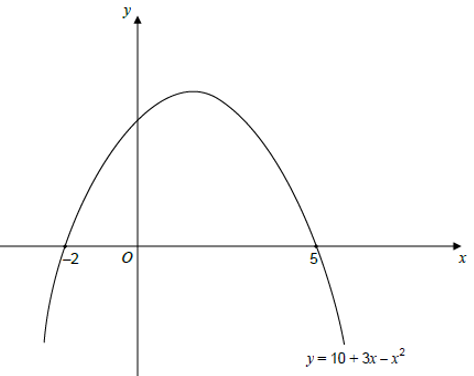 y
–2
O
5
x
y = 10 + 3x – x²